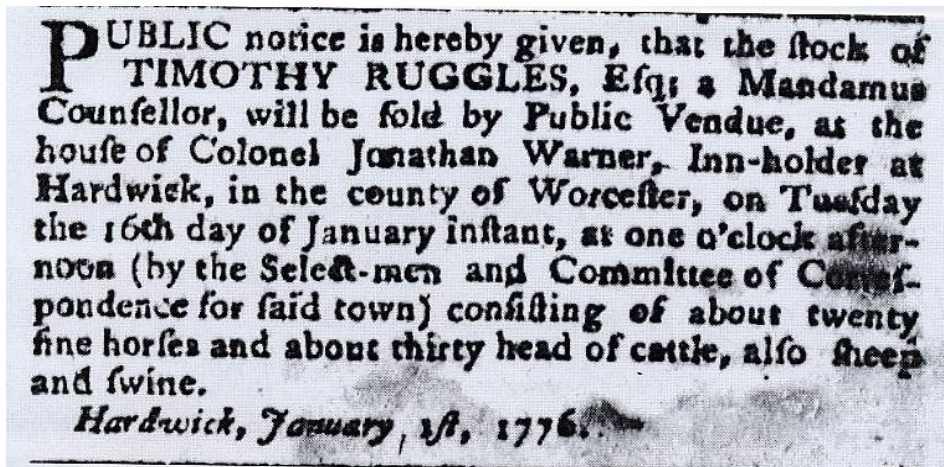 PUBLIC notice is hereby given, that the ſtock of
TIMOTHY RUGGLES, Eſq; a Mandamus
Counſellor, will be ſold by Public Vendue, at the
houſe of Colonel Jonathan Warner, Inn-holder at
Hardwick, in the county of Worceſter, on Tueſday
the 16th day of January inſtant, at one o'clock after-
noon (by the Select-men and Committee of Correſ-
pondence for ſaid town) conſiſting of about twenty
fine horſes and about thirty head of cattle, alſo ſheep
and ſwine.
Hardwick, January 1ſt, 1776.